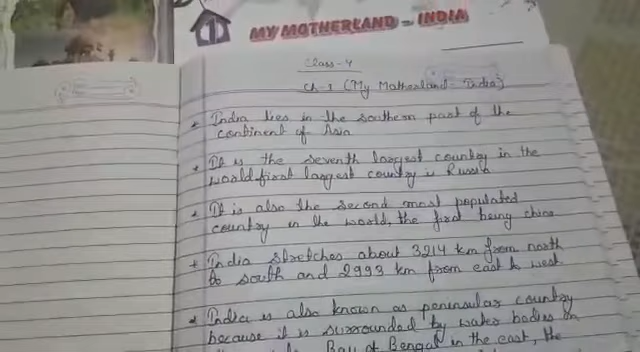 1 MY MOTHERLAND - INDIA
Class-4
Ch-1 (My Motherland - India)
India lies in the southern part of the
continent of Asia
It is the seventh largest country in the
world first largest country is Russia
It is also the second most populated
country in the world, the first being china
India stretches about 3214 km from north
to south and 2993 km from east to west
India is also known as peninsular country
because it is surrounded by water bodies on
Bay of Bengal in the east, the